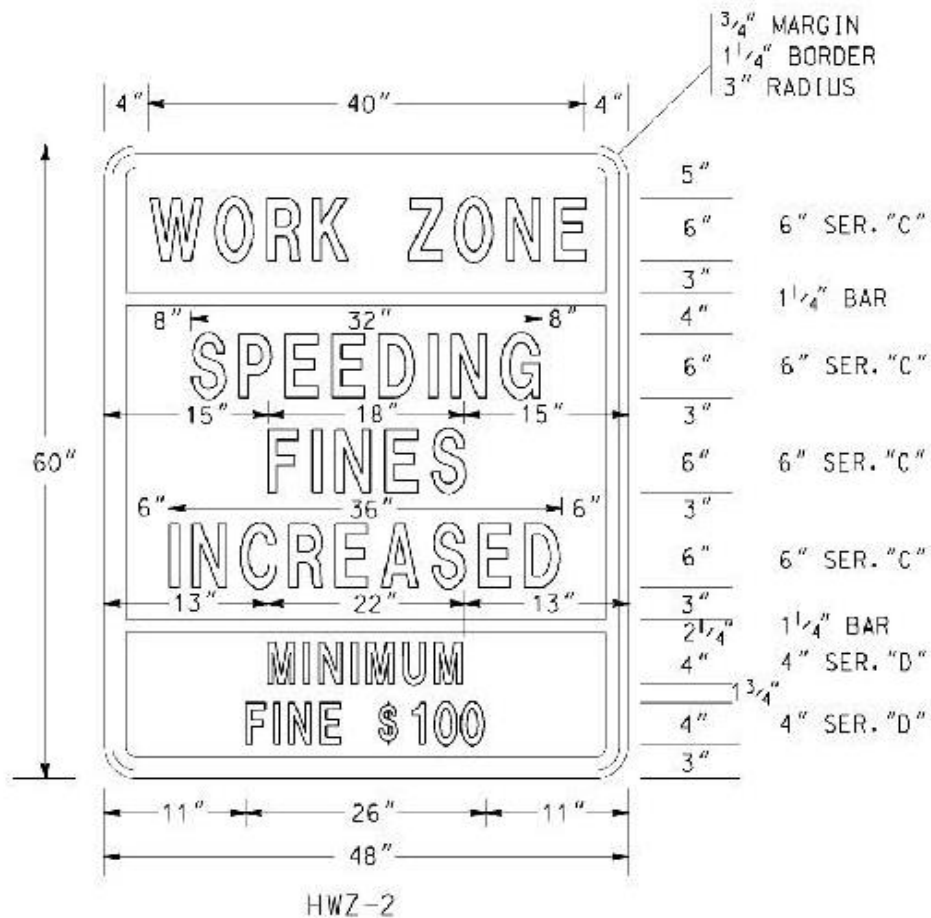 3/4" MARGIN
1 1/4" BORDER
3" RADIUS
4" 40" 4"
5"
WORK ZONE
6" 6" SER. "C"
3"
1 1/4" BAR
8" 32" 8"
4"
SPEEDING
6" 6" SER. "C"
15" 18" 15"
3"
60"
FINES
6" 6" SER. "C"
6" 36" 6"
3"
INCREASED
6" 6" SER. "C"
13" 22" 13"
3"
2 1/4" 1 1/4" BAR
MINIMUM
4" 4" SER. "D"
1 3/4"
FINE $100
4" 4" SER. "D"
3"
11" 26" 11"
48"
HWZ-2